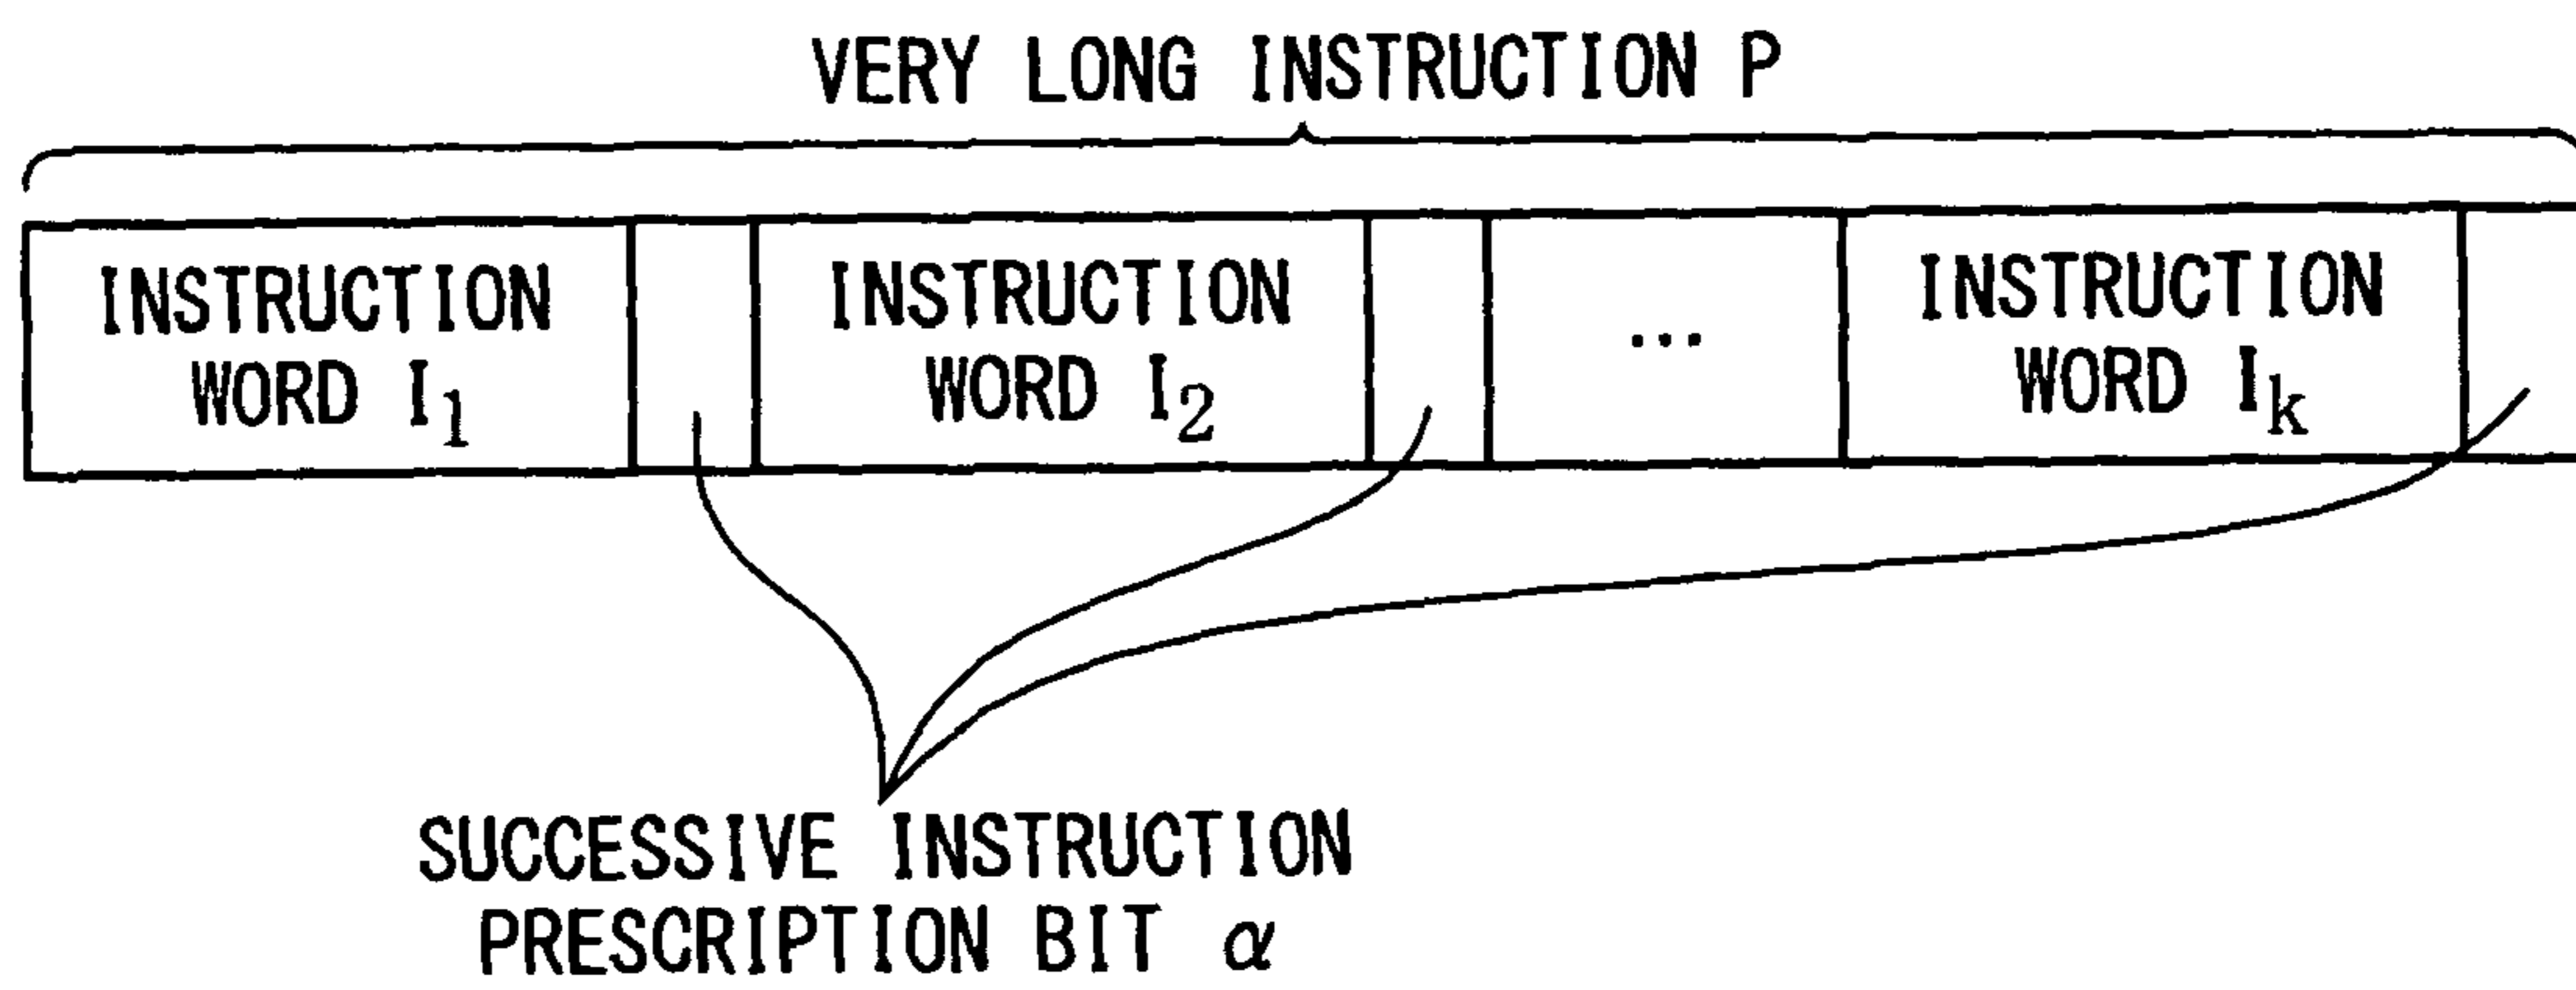 VERY LONG INSTRUCTION P
INSTRUCTION
WORD I₁
INSTRUCTION
WORD I₂
...
INSTRUCTION
WORD Iₖ
SUCCESSIVE INSTRUCTION
PRESCRIPTION BIT α